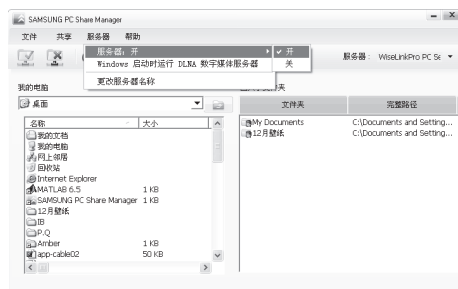 SAMSUNG PC Share Manager
文件 共享 服务器 帮助
服务器：开
开
关
Windows 启动时运行 DLNA 数字媒体服务器
更改服务器名称
服务器： WiseLinkPro PC Se
我的电脑
桌面
名称 大小
我的文档
我的电脑
网上邻居
回收站
Internet Explorer
MATLAB 6.5 1 KB
SAMSUNG PC Share Manager 1 KB
12月壁纸
IB
P.Q
Amber 1 KB
app-cable02 50 KB
文件夹 完整路径
My Documents C:\Documents and Setting...
12月壁纸 C:\Documents and Setting...